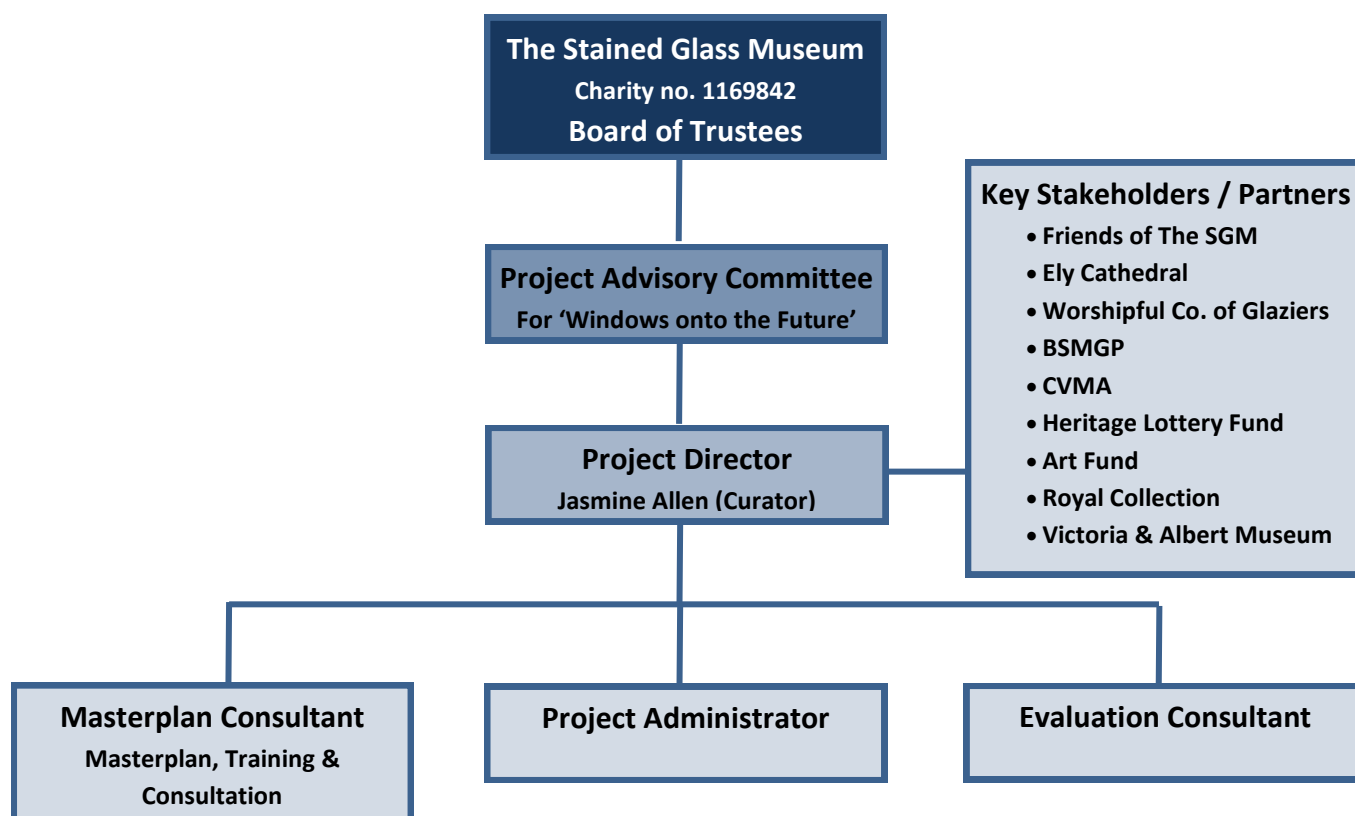 The Stained Glass Museum
Charity no. 1169842
Board of Trustees
Key Stakeholders / Partners
• Friends of The SGM
• Ely Cathedral
• Worshipful Co. of Glaziers
• BSMGP
• CVMA
• Heritage Lottery Fund
• Art Fund
• Royal Collection
• Victoria & Albert Museum
Project Advisory Committee
For ‘Windows onto the Future’
Project Director
Jasmine Allen (Curator)
Masterplan Consultant
Masterplan, Training &
Consultation
Project Administrator
Evaluation Consultant